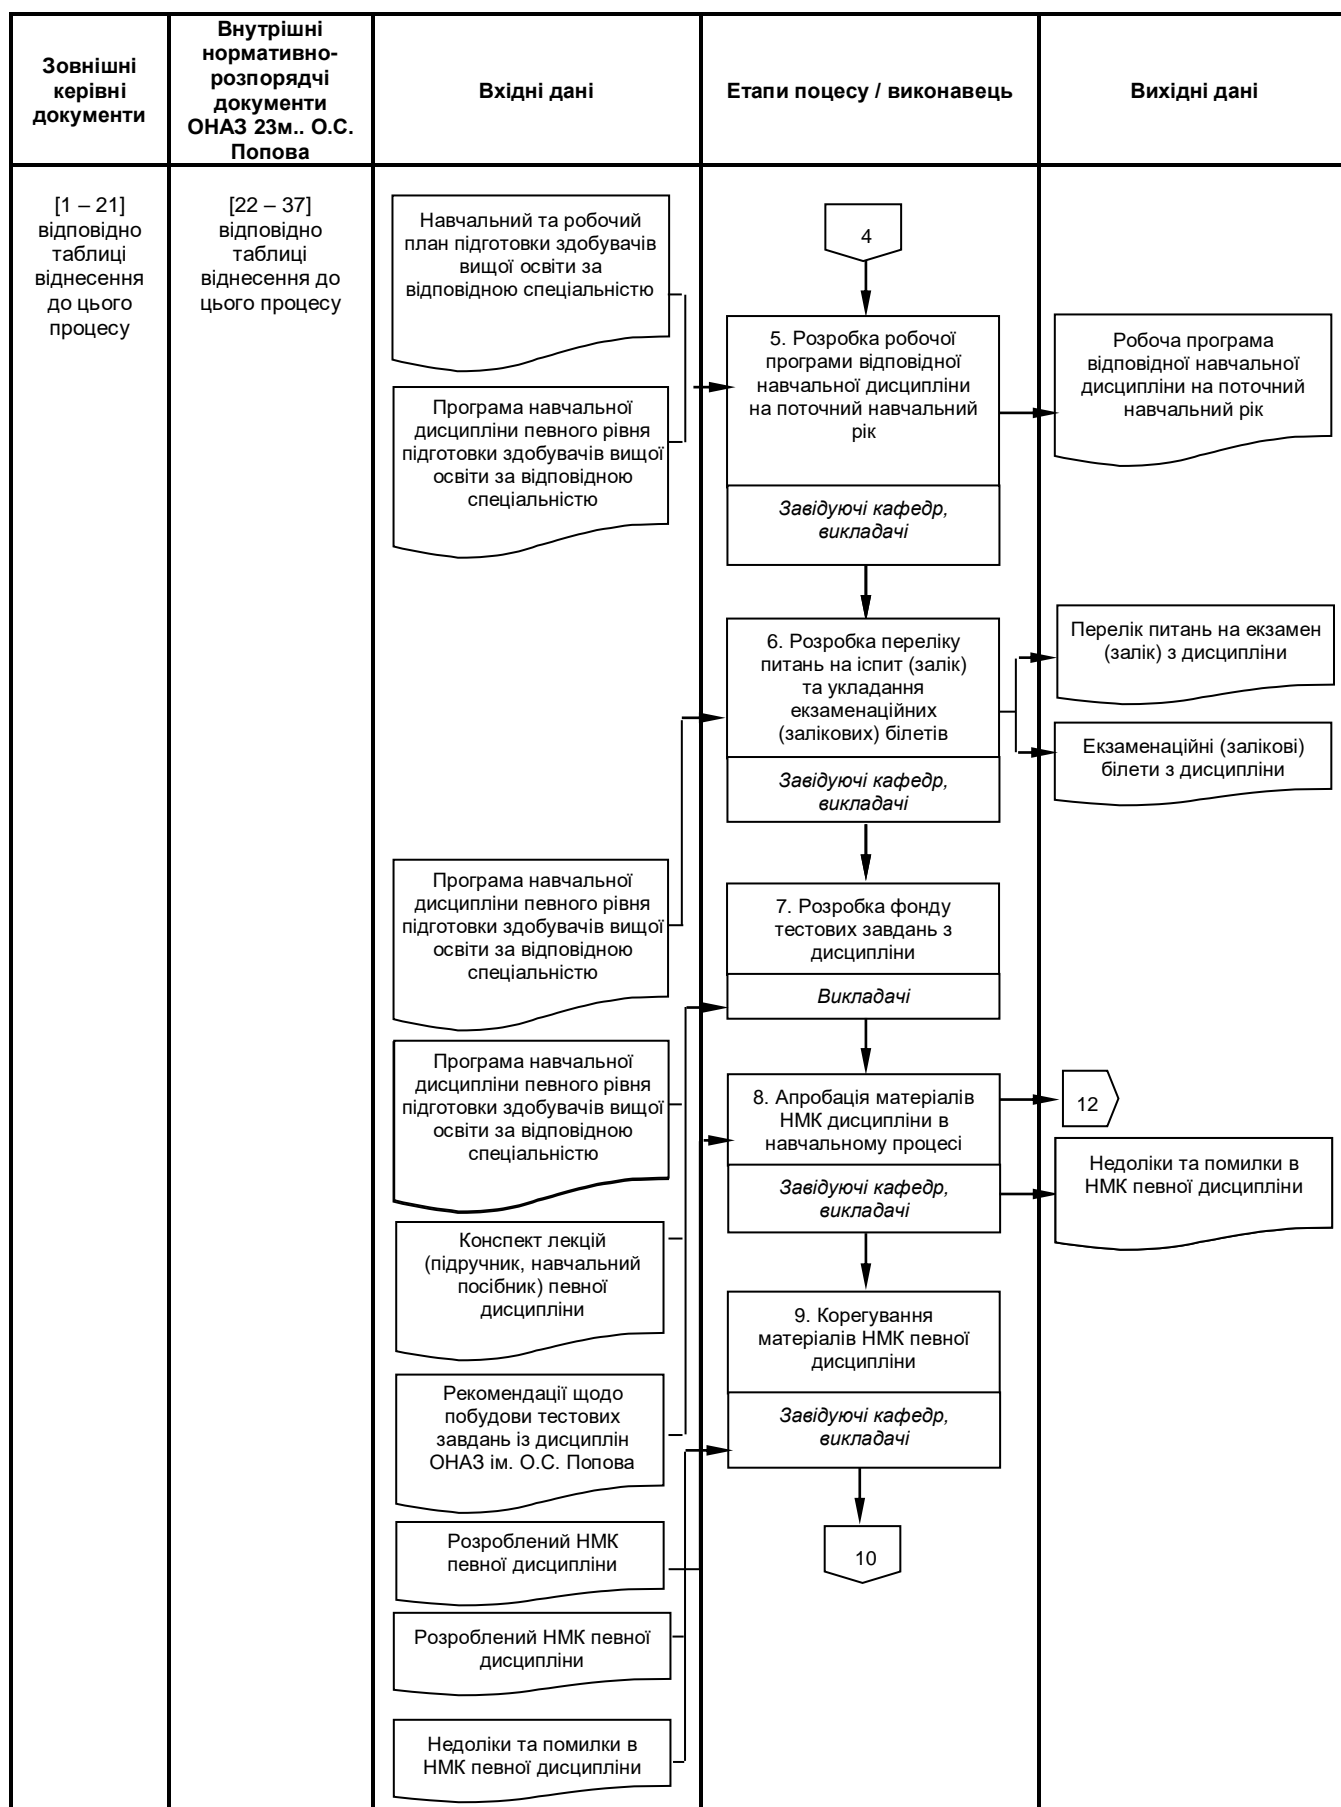 Зовнішні
керівні
документи
Внутрішні
нормативно-
розпорядчі
документи
ОНАЗ 23м.. О.С.
Попова
Вхідні дані
Етапи поцесу / виконавець
Вихідні дані
[1 – 21]
відповідно
таблиці
віднесення
до цього
процесу
[22 – 37]
відповідно
таблиці
віднесення до
цього процесу
Навчальний та робочий
план підготовки здобувачів
вищої освіти за
відповідною спеціальністю
Програма навчальної
дисципліни певного рівня
підготовки здобувачів вищої
освіти за відповідною
спеціальністю
Програма навчальної
дисципліни певного рівня
підготовки здобувачів вищої
освіти за відповідною
спеціальністю
Програма навчальної
дисципліни певного рівня
підготовки здобувачів вищої
освіти за відповідною
спеціальністю
Конспект лекцій
(підручник, навчальний
посібник) певної
дисципліни
Рекомендації щодо
побудови тестових
завдань із дисциплін
ОНАЗ ім. О.С. Попова
Розроблений НМК
певної дисципліни
Розроблений НМК певної
дисципліни
Недоліки та помилки в
НМК певної дисципліни
4
5. Розробка робочої
програми відповідної
навчальної дисципліни
на поточний навчальний
рік
Завідуючі кафедр,
викладачі
6. Розробка переліку
питань на іспит (залік)
та укладання
екзаменаційних
(залікових) білетів
Завідуючі кафедр,
викладачі
7. Розробка фонду
тестових завдань з
дисципліни
Викладачі
8. Апробація матеріалів
НМК дисципліни в
навчальному процесі
Завідуючі кафедр,
викладачі
9. Корегування
матеріалів НМК певної
дисципліни
Завідуючі кафедр,
викладачі
10
Робоча програма
відповідної навчальної
дисципліни на поточний
навчальний рік
Перелік питань на екзамен
(залік) з дисципліни
Екзаменаційні (залікові)
білети з дисципліни
12
Недоліки та помилки в
НМК певної дисципліни